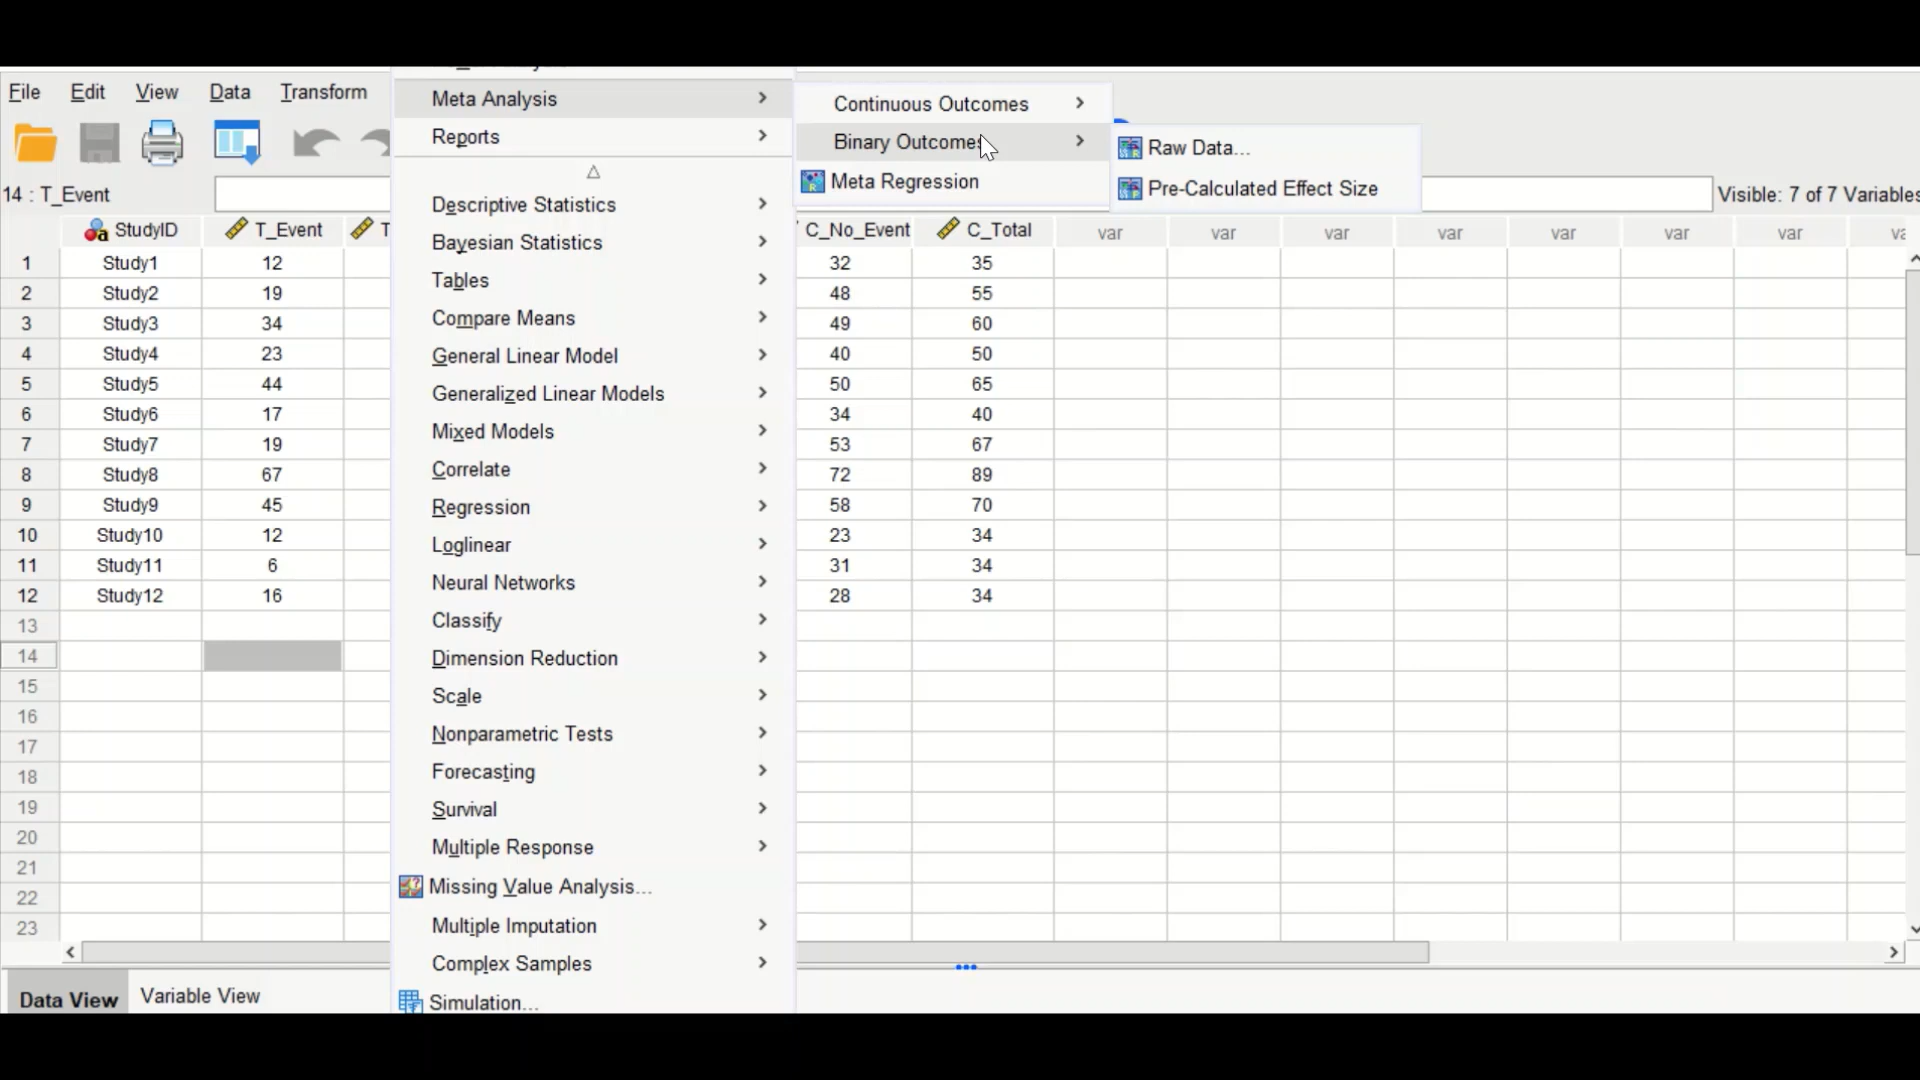 File Edit View Data Transform
Meta Analysis
Reports
Continuous Outcomes
Binary Outcomes
Meta Regression
Raw Data...
Pre-Calculated Effect Size
14 : T_Event
Visible: 7 of 7 Variables
Descriptive Statistics
Bayesian Statistics
Tables
Compare Means
General Linear Model
Generalized Linear Models
Mixed Models
Correlate
Regression
Loglinear
Neural Networks
Classify
Dimension Reduction
Scale
Nonparametric Tests
Forecasting
Survival
Multiple Response
Missing Value Analysis...
Multiple Imputation
Complex Samples
Simulation...
StudyID T_Event T C_No_Event C_Total var var var var var var var va
1 Study1 12 32 35
2 Study2 19 48 55
3 Study3 34 49 60
4 Study4 23 40 50
5 Study5 44 50 65
6 Study6 17 34 40
7 Study7 19 53 67
8 Study8 67 72 89
9 Study9 45 58 70
10 Study10 12 23 34
11 Study11 6 31 34
12 Study12 16 28 34
13
14
15
16
17
18
19
20
21
22
23
Data View Variable View